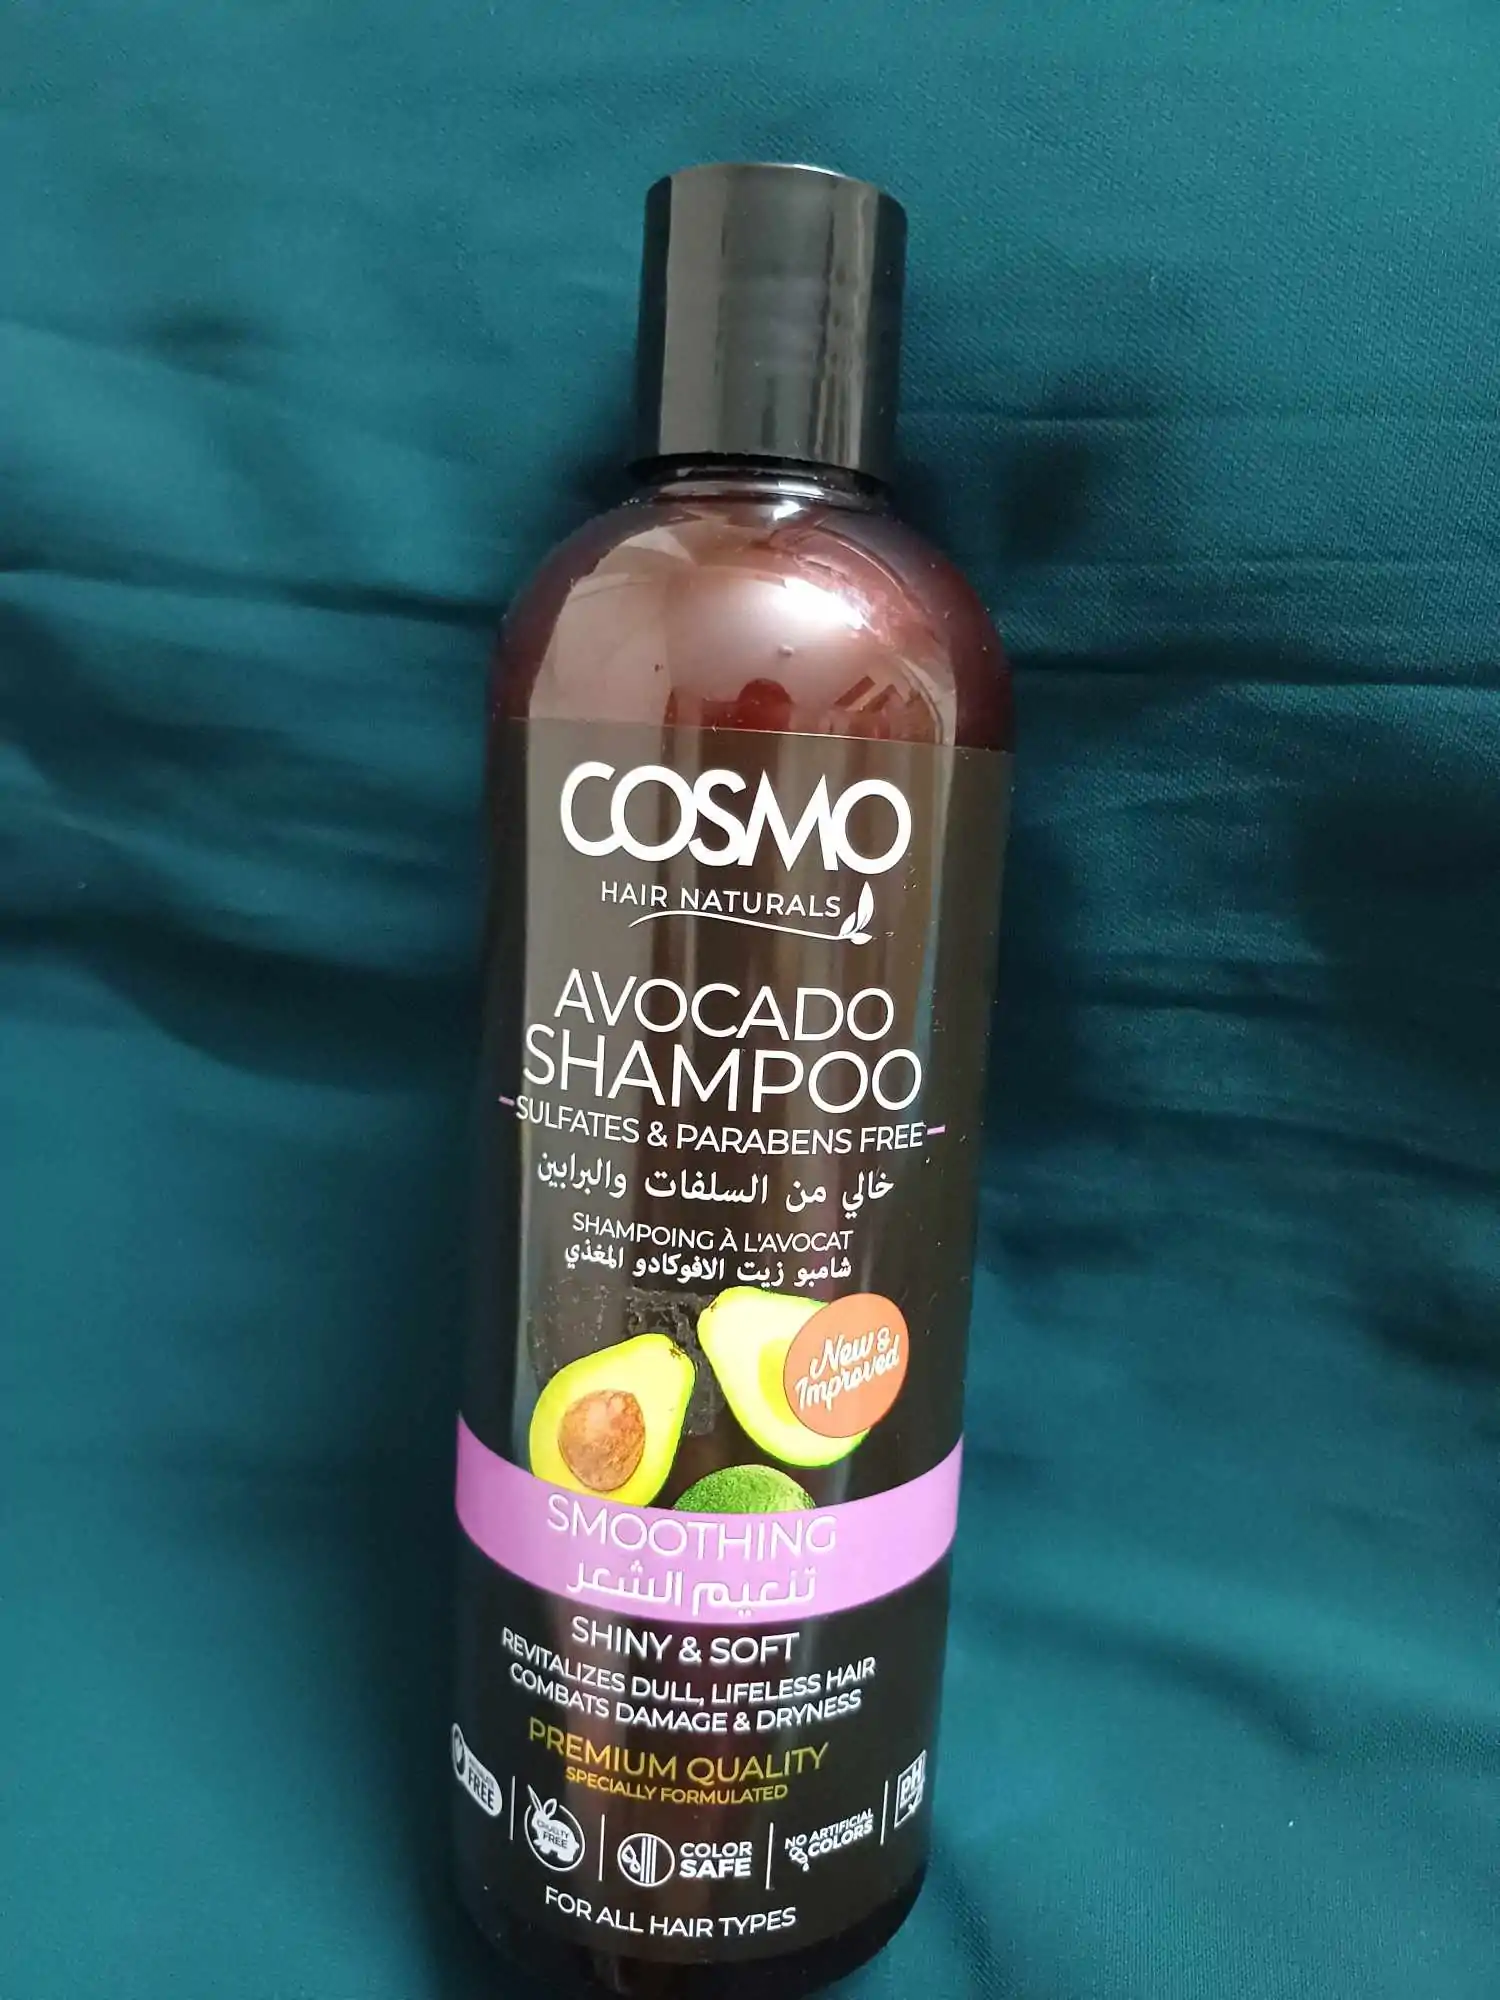 COSMO
HAIR NATURALS
AVOCADO
SHAMPOO
SULFATES & PARABENS FREE
خالي من السلفات والبرابين
SHAMPOING À L'AVOCAT
شامبو زيت الافوكادو المغذي
New &
Improved
SMOOTHING
تنعيم الشعر
SHINY & SOFT
REVITALIZES DULL, LIFELESS HAIR
COMBATS DAMAGE & DRYNESS
PREMIUM QUALITY
SPECIALLY FORMULATED
FREE
CRUELTY
FREE
COLOR
SAFE
NO ARTIFICIAL
COLORS
pH
FOR ALL HAIR TYPES